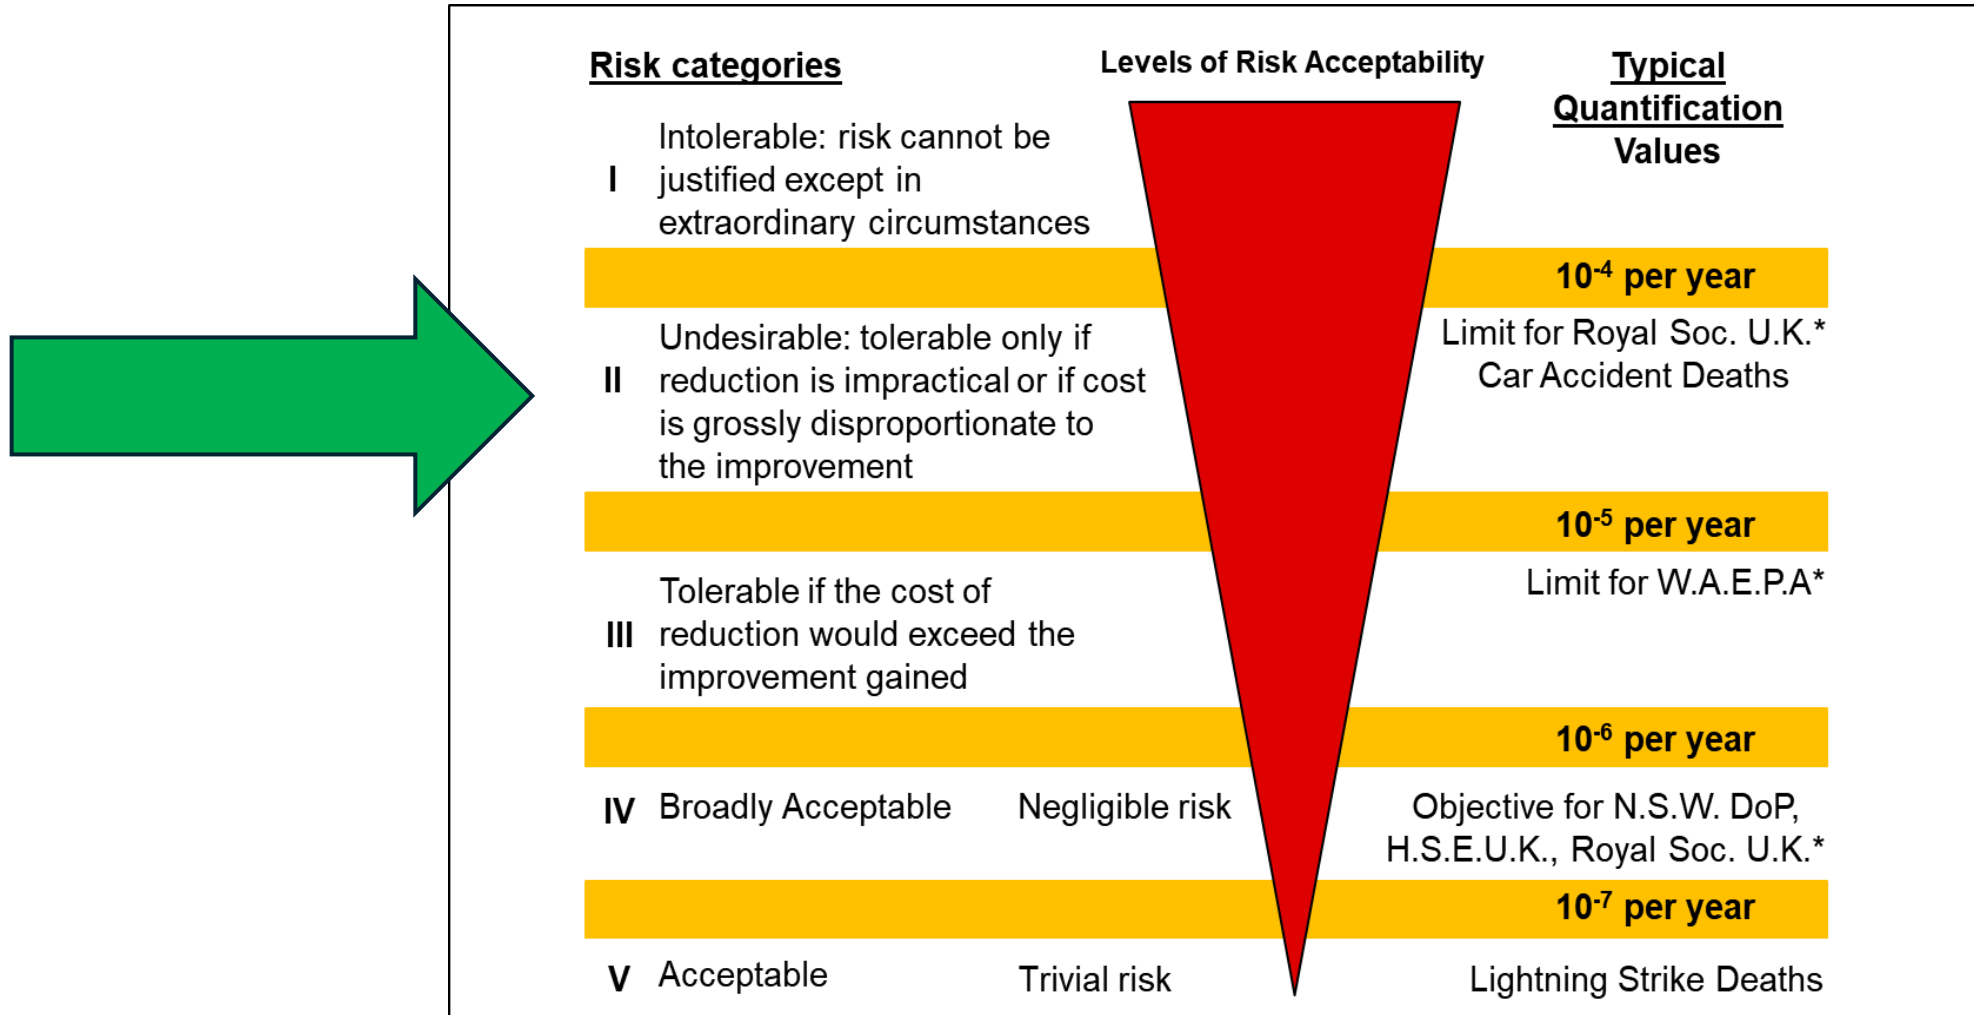 Risk categories
Levels of Risk Acceptability
Typical
Quantification
Values
I
Intolerable: risk cannot be
justified except in
extraordinary circumstances
10⁻⁴ per year
II
Undesirable: tolerable only if
reduction is impractical or if cost
is grossly disproportionate to
the improvement
Limit for Royal Soc. U.K.*
Car Accident Deaths
10⁻⁵ per year
III
Tolerable if the cost of
reduction would exceed the
improvement gained
Limit for W.A.E.P.A*
10⁻⁶ per year
IV Broadly Acceptable
Negligible risk
Objective for N.S.W. DoP,
H.S.E.U.K., Royal Soc. U.K.*
10⁻⁷ per year
V Acceptable
Trivial risk
Lightning Strike Deaths